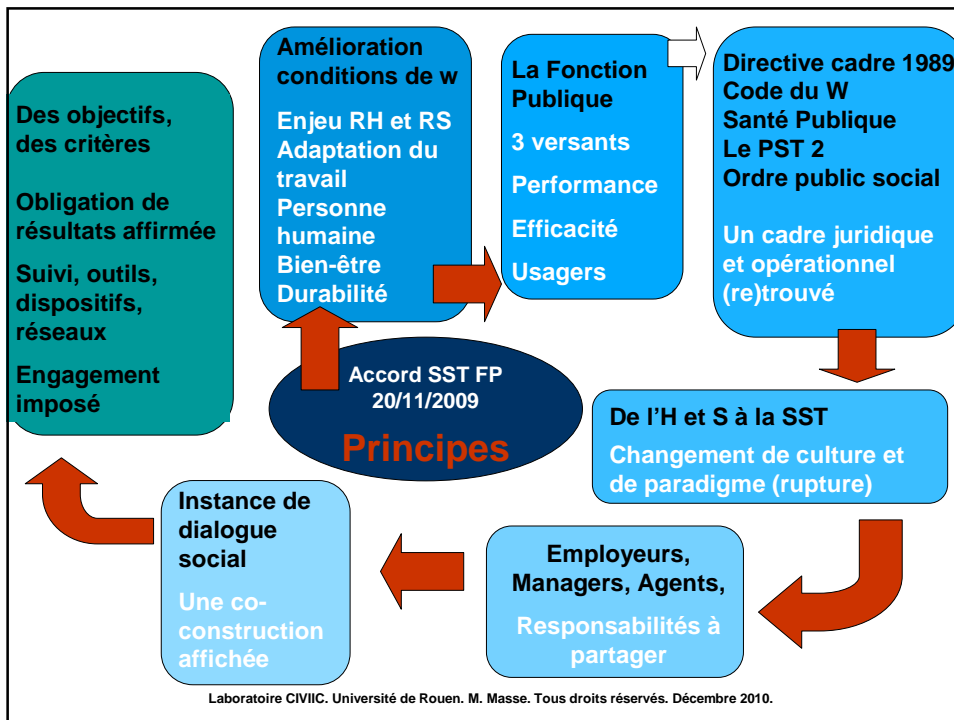 Amélioration
conditions de w
Enjeu RH et RS
Adaptation du
travail
Personne
humaine
Bien-être
Durabilité
La Fonction
Publique
3 versants
Performance
Efficacité
Usagers
Directive cadre 1989
Code du W
Santé Publique
Le PST 2
Ordre public social
Un cadre juridique
et opérationnel
(re)trouvé
De l’H et S à la SST
Changement de culture et
de paradigme (rupture)
Employeurs,
Managers, Agents,
Responsabilités à
partager
Instance de
dialogue
social
Une co-
construction
affichée
Des objectifs,
des critères
Obligation de
résultats affirmée
Suivi, outils,
dispositifs,
réseaux
Engagement
imposé
Accord SST FP
20/11/2009
Principes
Laboratoire CIVIIC. Université de Rouen. M. Masse. Tous droits réservés. Décembre 2010.